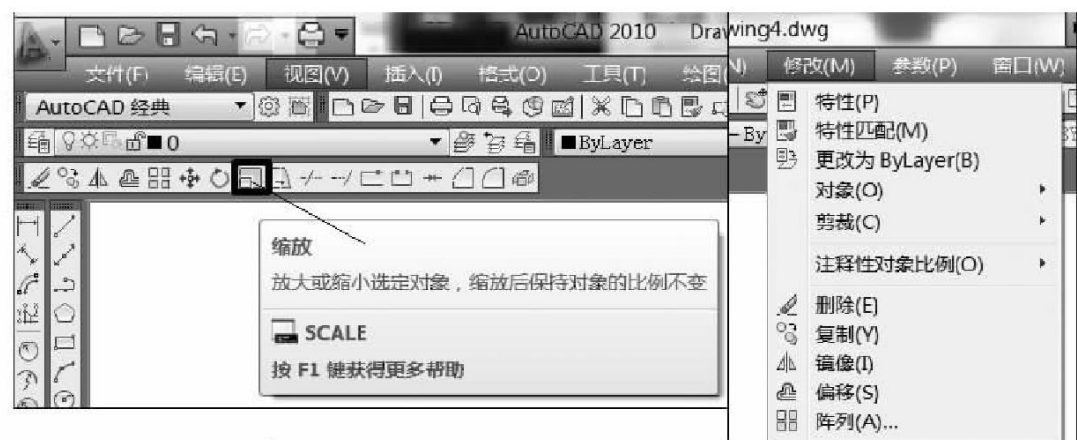 AutoCAD 2010 Drawing4.dwg
文件(F) 编辑(E) 视图(V) 插入(I) 格式(O) 工具(T) 绘图(N) 修改(M) 参数(P) 窗口(W)
AutoCAD 经典
0 ByLayer By
缩放
放大或缩小选定对象，缩放后保持对象的比例不变
SCALE
按 F1 键获得更多帮助
特性(P)
特性匹配(M)
更改为 ByLayer(B)
对象(O)
剪裁(C)
注释性对象比例(O)
删除(E)
复制(Y)
镜像(I)
偏移(S)
阵列(A)...